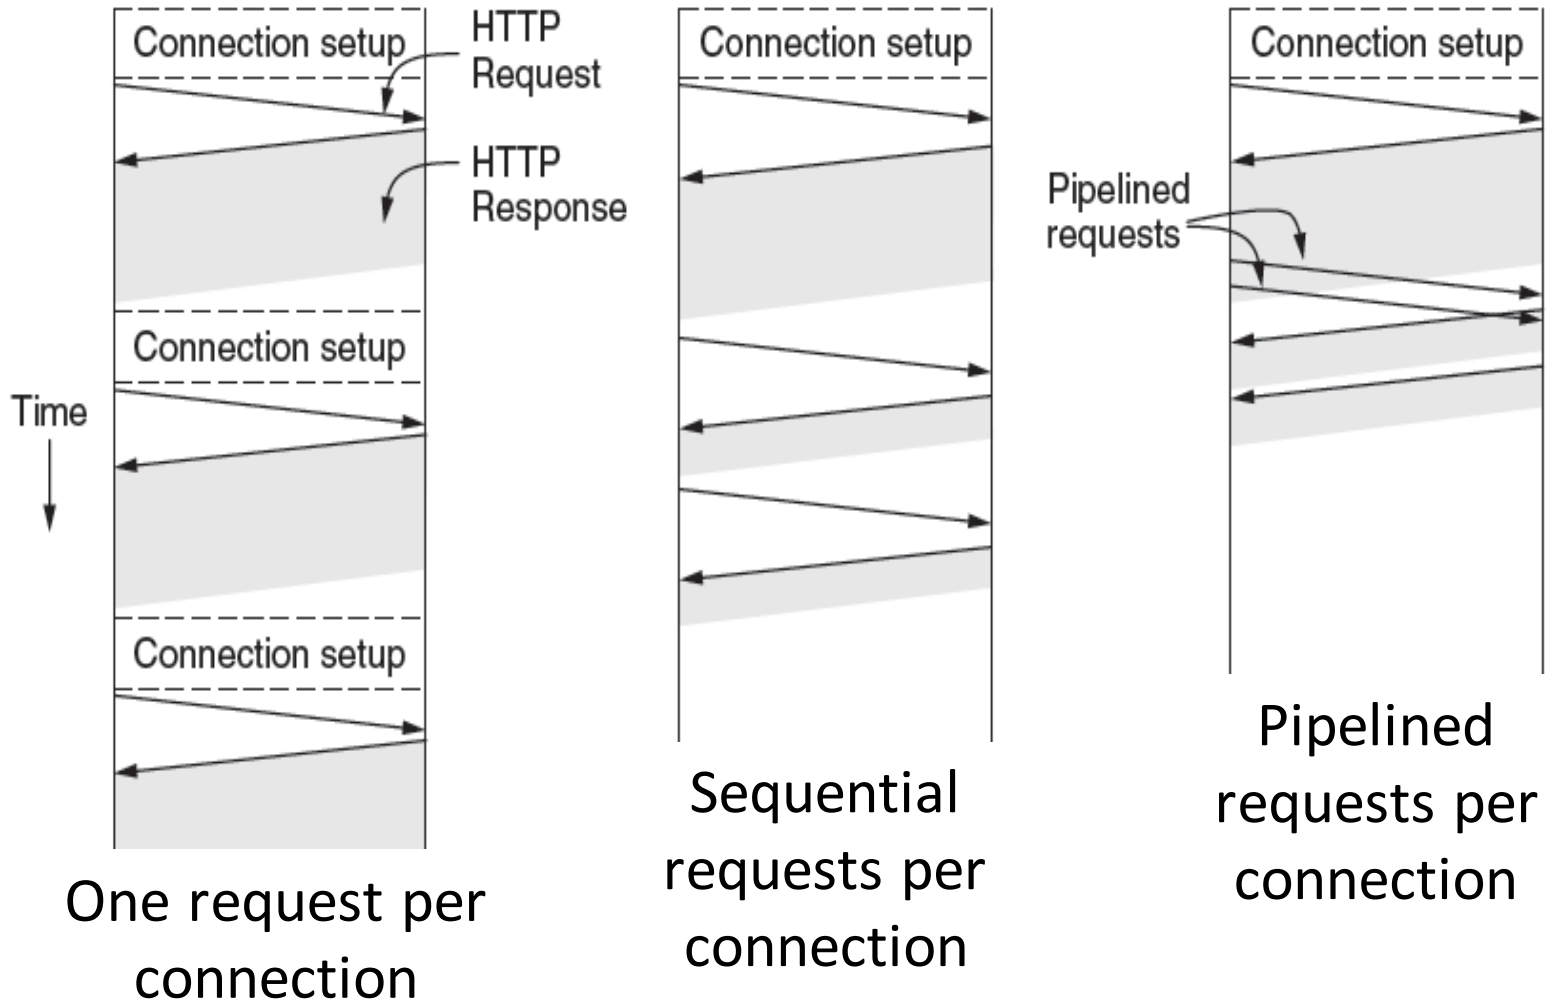 Connection setup
HTTP
Request
HTTP
Response
Connection setup
Time
Connection setup
One request per
connection
Connection setup
Sequential
requests per
connection
Connection setup
Pipelined
requests
Pipelined
requests per
connection